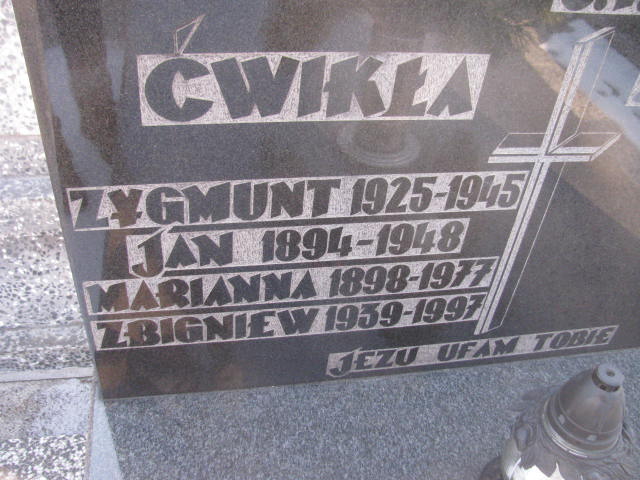 ĆWIKŁA
ZYGMUNT 1925-1945
JAN 1894-1948
MARIANNA 1898-1977
ZBIGNIEW 1939-1997
JEZU UFAM TOBIE